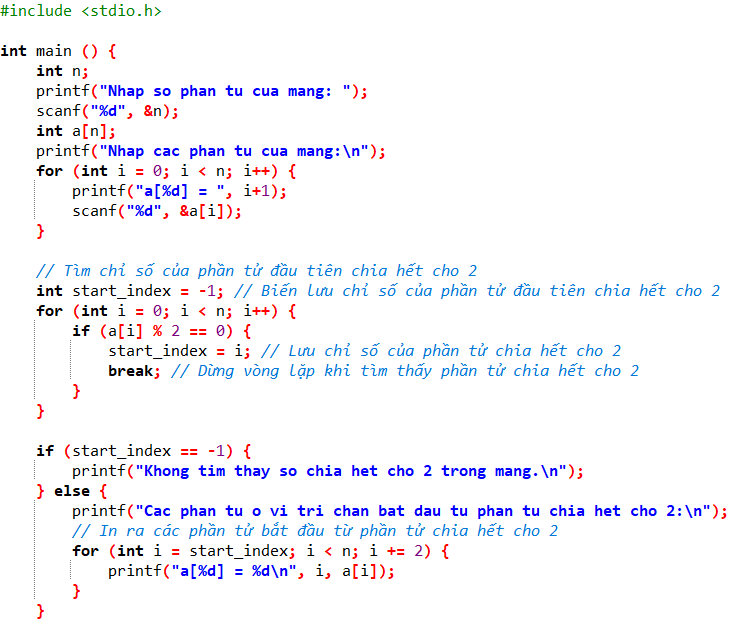 #include <stdio.h>
int main () {
int n;
printf("Nhap so phan tu cua mang: ");
scanf("%d", &n);
int a[n];
printf("Nhap cac phan tu cua mang:\n");
for (int i = 0; i < n; i++) {
printf("a[%d] = ", i+1);
scanf("%d", &a[i]);
}
// Tìm chỉ số của phần tử đầu tiên chia hết cho 2
int start_index = -1; // Biến lưu chỉ số của phần tử đầu tiên chia hết cho 2
for (int i = 0; i < n; i++) {
if (a[i] % 2 == 0) {
start_index = i; // Lưu chỉ số của phần tử chia hết cho 2
break; // Dừng vòng lặp khi tìm thấy phần tử chia hết cho 2
}
}
if (start_index == -1) {
printf("Khong tim thay so chia het cho 2 trong mang.\n");
} else {
printf("Cac phan tu o vi tri chan bat dau tu phan tu chia het cho 2:\n");
// In ra các phần tử bắt đầu từ phần tử chia hết cho 2
for (int i = start_index; i < n; i += 2) {
printf("a[%d] = %d\n", i, a[i]);
}
}